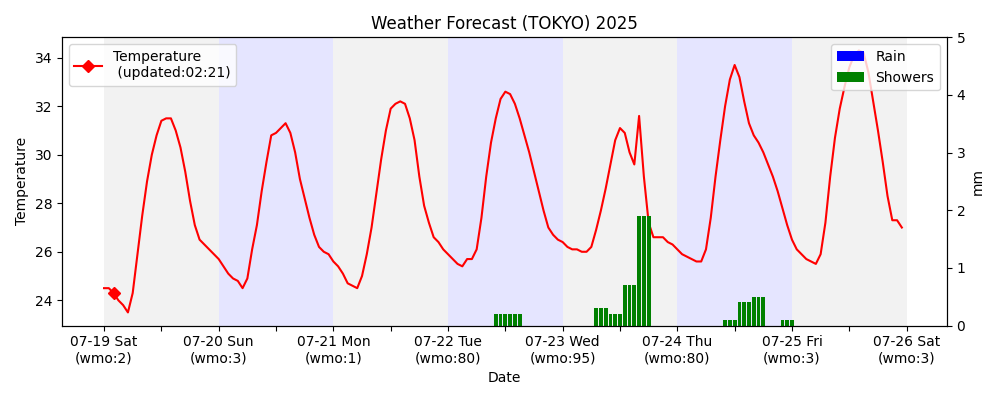 Weather Forecast (TOKYO) 2025
Temperature
(updated:02:21)
Rain
Showers
Temperature
34
32
30
28
26
24
5
4
3
2
1
0
mm
07-19 Sat
(wmo:2)
07-20 Sun
(wmo:3)
07-21 Mon
(wmo:1)
07-22 Tue
(wmo:80)
07-23 Wed
(wmo:95)
07-24 Thu
(wmo:80)
07-25 Fri
(wmo:3)
07-26 Sat
(wmo:3)
Date